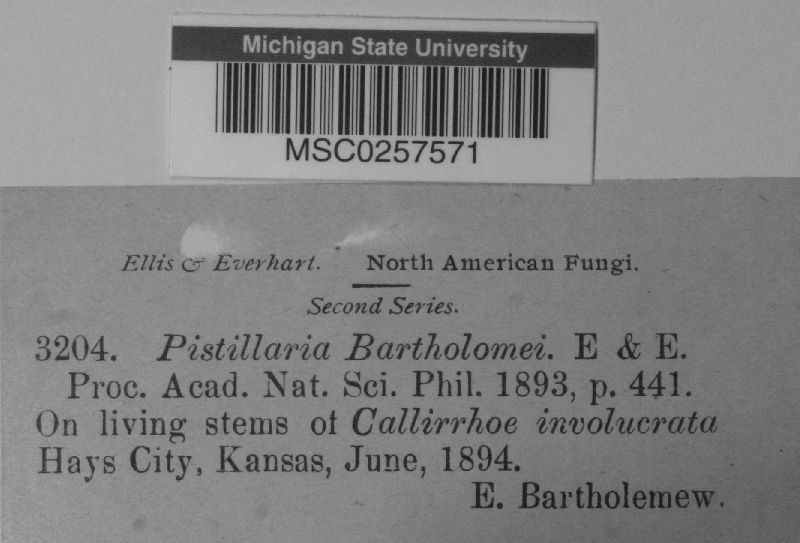 Michigan State University
MSC0257571
Ellis & Everhart. North American Fungi.
Second Series.
3204. Pistillaria Bartholomei. E & E.
Proc. Acad. Nat. Sci. Phil. 1893, p. 441.
On living stems of Callirrhoe involucrata
Hays City, Kansas, June, 1894.
E. Bartholemew.